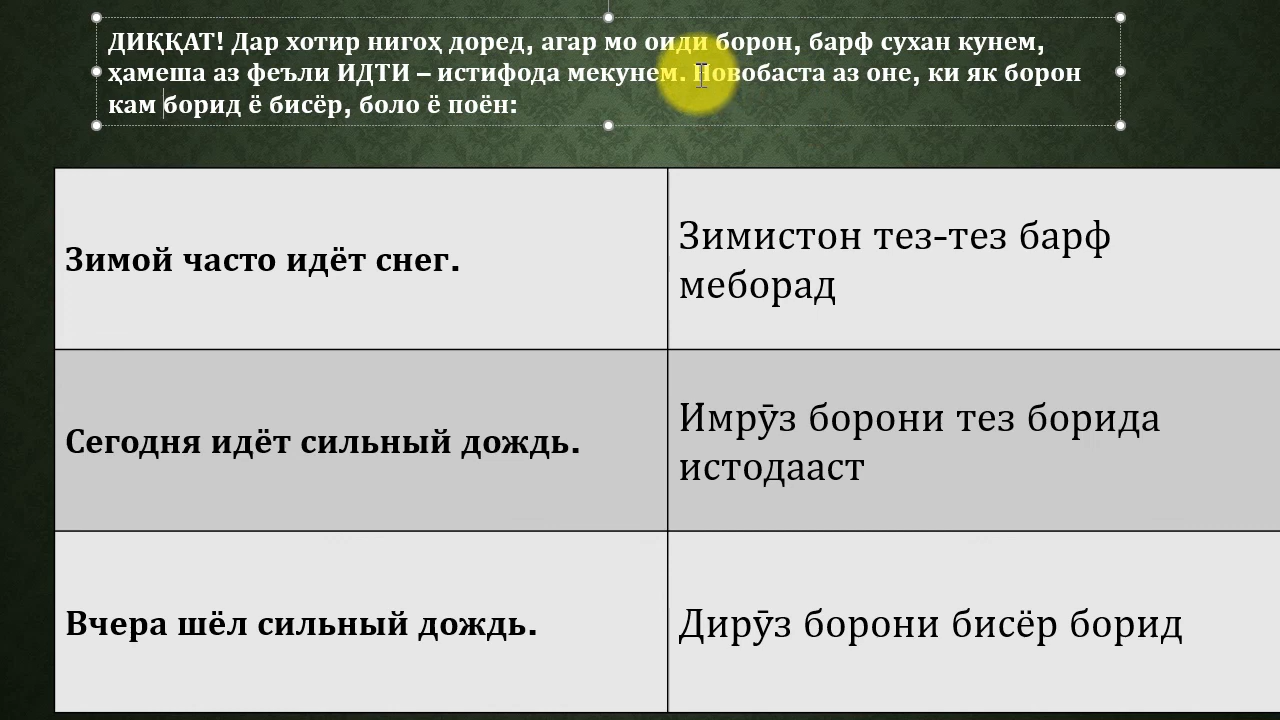 ДИҚҚАТ! Дар хотир нигоҳ доред, агар мо оиди борон, барф сухан кунем,
ҳамеша аз феъли ИДТИ – истифода мекунем. Новобаста аз оне, ки як борон
кам борид ё бисёр, боло ё поён:
Зимой часто идёт снег.
Зимистон тез-тез барф
меборад
Сегодня идёт сильный дождь.
Имрӯз борони тез борида
истодааст
Вчера шёл сильный дождь.
Дирӯз борони бисёр борид